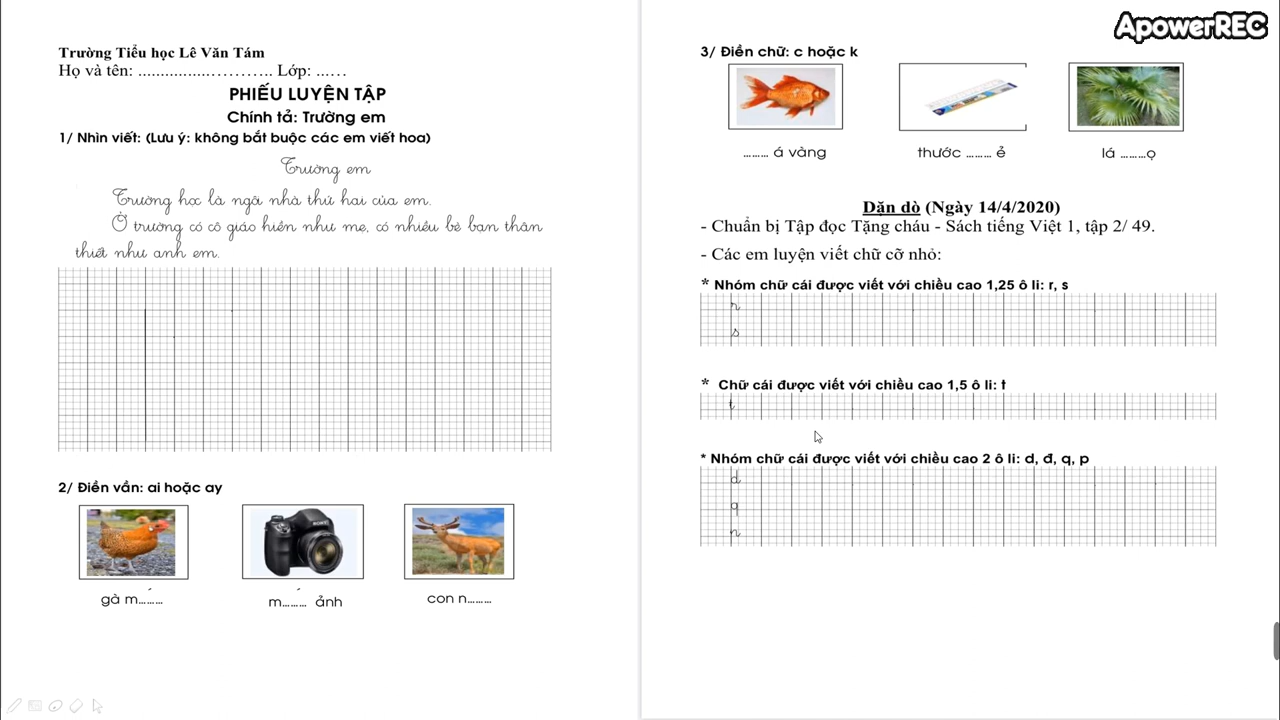 ApowerREC
Trường Tiểu học Lê Văn Tám
Họ và tên: ................……….. Lớp: ...…
PHIẾU LUYỆN TẬP
Chính tả: Trường em
1/ Nhìn viết: (Lưu ý: không bắt buộc các em viết hoa)
Trường em
Trường học là ngôi nhà thứ hai của em.
Ở trường có cô giáo hiền như mẹ, có nhiều bè bạn thân
thiết như anh em.
2/ Điền vần: ai hoặc ay
SONY
gà m………
m……… ảnh
con n………
3/ Điền chữ: c hoặc k
……… á vàng
thước ……… ẻ
lá ………ọ
Dặn dò (Ngày 14/4/2020)
- Chuẩn bị Tập đọc Tặng cháu - Sách tiếng Việt 1, tập 2/ 49.
- Các em luyện viết chữ cỡ nhỏ:
* Nhóm chữ cái được viết với chiều cao 1,25 ô li: r, s
r
s
* Chữ cái được viết với chiều cao 1,5 ô li: t
t
* Nhóm chữ cái được viết với chiều cao 2 ô li: d, đ, q, p
d
q